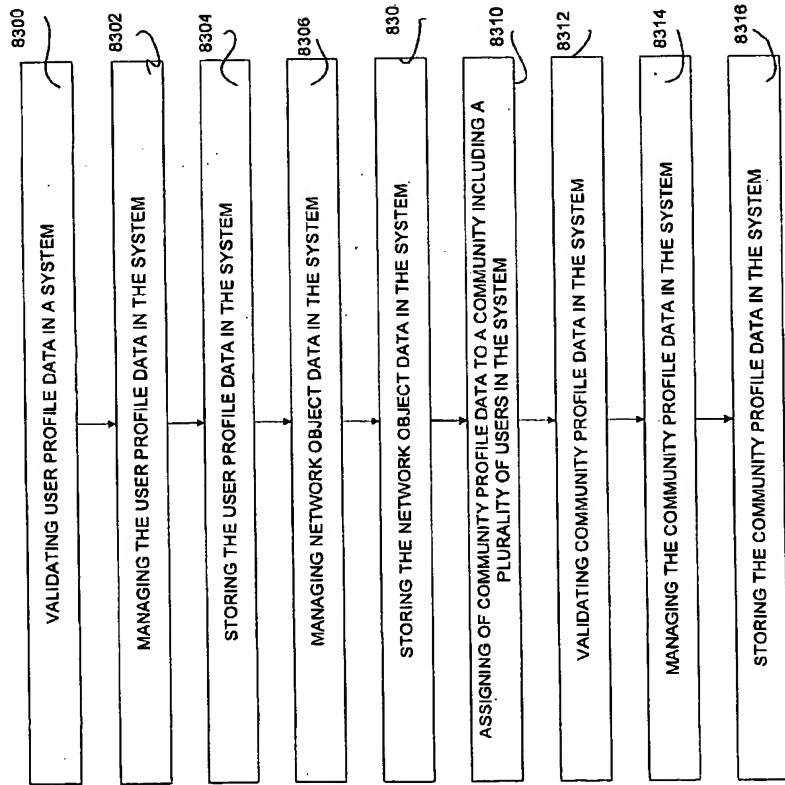 8300
VALIDATING USER PROFILE DATA IN A SYSTEM
8302
MANAGING THE USER PROFILE DATA IN THE SYSTEM
8304
STORING THE USER PROFILE DATA IN THE SYSTEM
8306
MANAGING NETWORK OBJECT DATA IN THE SYSTEM
830
STORING THE NETWORK OBJECT DATA IN THE SYSTEM
8310
ASSIGNING OF COMMUNITY PROFILE DATA TO A COMMUNITY INCLUDING A
PLURALITY OF USERS IN THE SYSTEM
8312
VALIDATING COMMUNITY PROFILE DATA IN THE SYSTEM
8314
MANAGING THE COMMUNITY PROFILE DATA IN THE SYSTEM
8316
STORING THE COMMUNITY PROFILE DATA IN THE SYSTEM